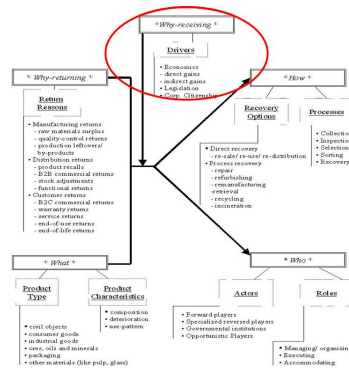 * Why-receiving *
Drivers
• Economics
- direct gains
- indirect gains
• Legislation
• Corp. Citizenship
* Why-returning *
Return
Reasons
• Manufacturing returns
- raw materials surplus
- quality-control returns
- production leftovers/
by-products
• Distribution returns
- product recalls
- B2B commercial returns
- stock adjustments
- functional returns
• Customer returns
- B2C commercial returns
- warranty returns
- service returns
- end-of-use returns
- end-of-life returns
* How *
Recovery
Options
• Direct recovery
- re-sale/ re-use/ re-distribution
• Process recovery
- repair
- refurbishing
- remanufacturing
-retrieval
- recycling
- incineration
Processes
• Collection
• Inspection
• Selection
• Sorting
• Recovery
* What *
Product
Type
• civil objects
• consumer goods
• industrial goods
• ores, oils and minerals
• packaging
• other materials (like pulp, glass)
Product
Characteristics
• composition
• deterioration
• use-pattern
* Who *
Actors
• Forward players
• Specialized reversed players
• Governmental institutions
• Opportunistic Players
Roles
• Managing/ organizing
• Executing
• Accommodating